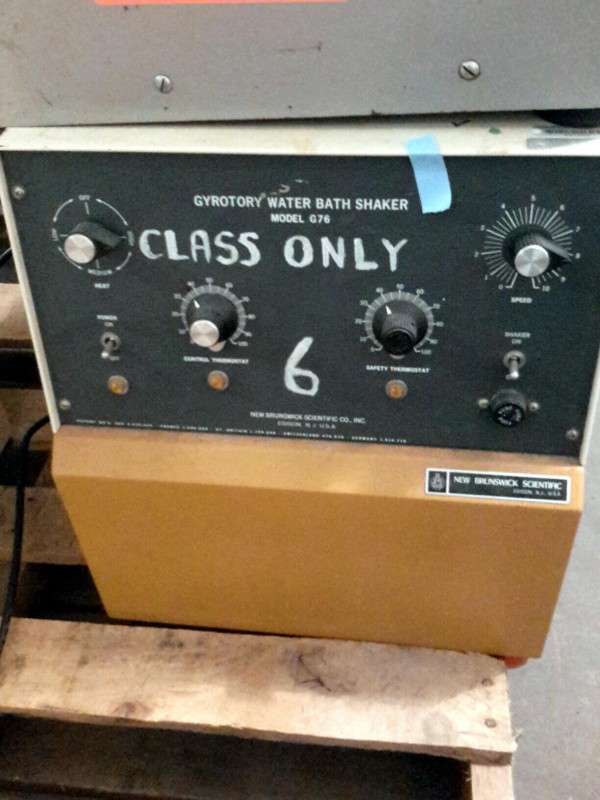 GYROTORY WATER BATH SHAKER
MODEL G76
CLASS ONLY
OFF
MEDIUM
HEAT
SPEED
POWER
ON
CONTROL THERMOSTAT
SAFETY THERMOSTAT
SHAKER
ON
6
NEW BRUNSWICK SCIENTIFIC CO., INC.
EDISON, N.J. U.S.A.
NEW BRUNSWICK SCIENTIFIC
EDISON, N.J., U.S.A.